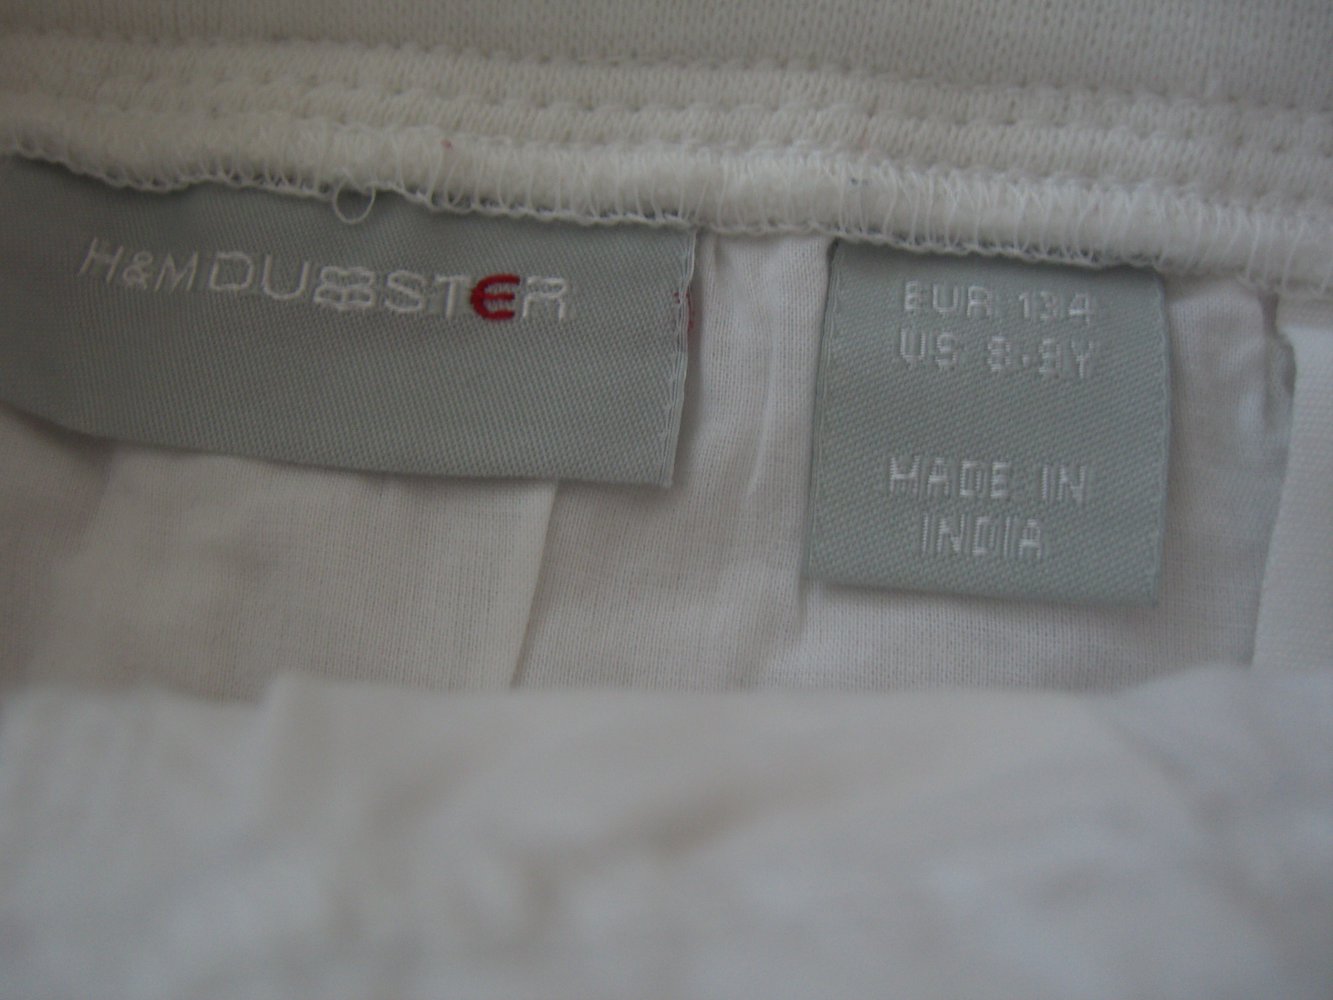 H&M DUBSTER
EUR 134
US 8-9Y
MADE IN
INDIA